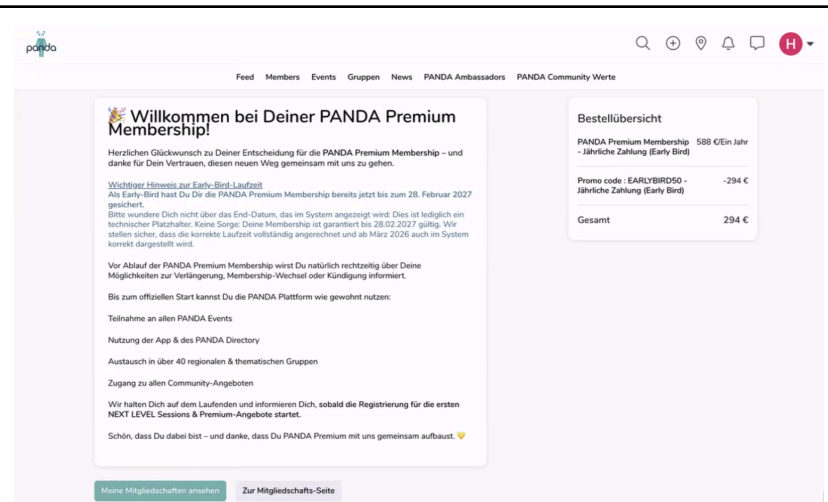 panda
H
Feed Members Events Gruppen News PANDA Ambassadors PANDA Community Werte
🎉 Willkommen bei Deiner PANDA Premium
Membership!
Herzlichen Glückwunsch zu Deiner Entscheidung für die PANDA Premium Membership – und
danke für Dein Vertrauen, diesen neuen Weg gemeinsam mit uns zu gehen.
Wichtiger Hinweis zur Early-Bird-Laufzeit
Als Early-Bird hast Du Dir die PANDA Premium Membership bereits jetzt bis zum 28. Februar 2027
gesichert.
Bitte wundere Dich nicht über das End-Datum, das im System angezeigt wird: Dies ist lediglich ein
technischer Platzhalter. Keine Sorge: Deine Membership ist garantiert bis 28.02.2027 gültig. Wir
stellen sicher, dass die korrekte Laufzeit vollständig angerechnet und ab März 2026 auch im System
korrekt dargestellt wird.
Vor Ablauf der PANDA Premium Membership wirst Du natürlich rechtzeitig über Deine
Möglichkeiten zur Verlängerung, Membership-Wechsel oder Kündigung informiert.
Bis zum offiziellen Start kannst Du die PANDA Plattform wie gewohnt nutzen:
Teilnahme an allen PANDA Events
Nutzung der App & des PANDA Directory
Austausch in über 40 regionalen & thematischen Gruppen
Zugang zu allen Community-Angeboten
Wir halten Dich auf dem Laufenden und informieren Dich, sobald die Registrierung für die ersten
NEXT LEVEL Sessions & Premium-Angebote startet.
Schön, dass Du dabei bist – und danke, dass Du PANDA Premium mit uns gemeinsam aufbaust. 💛
Meine Mitgliedschaften ansehen Zur Mitgliedschafts-Seite
Bestellübersicht
PANDA Premium Membership 588 €/Ein Jahr
- Jährliche Zahlung (Early Bird)
Promo code : EARLYBIRD50 - -294 €
Jährliche Zahlung (Early Bird)
Gesamt 294 €